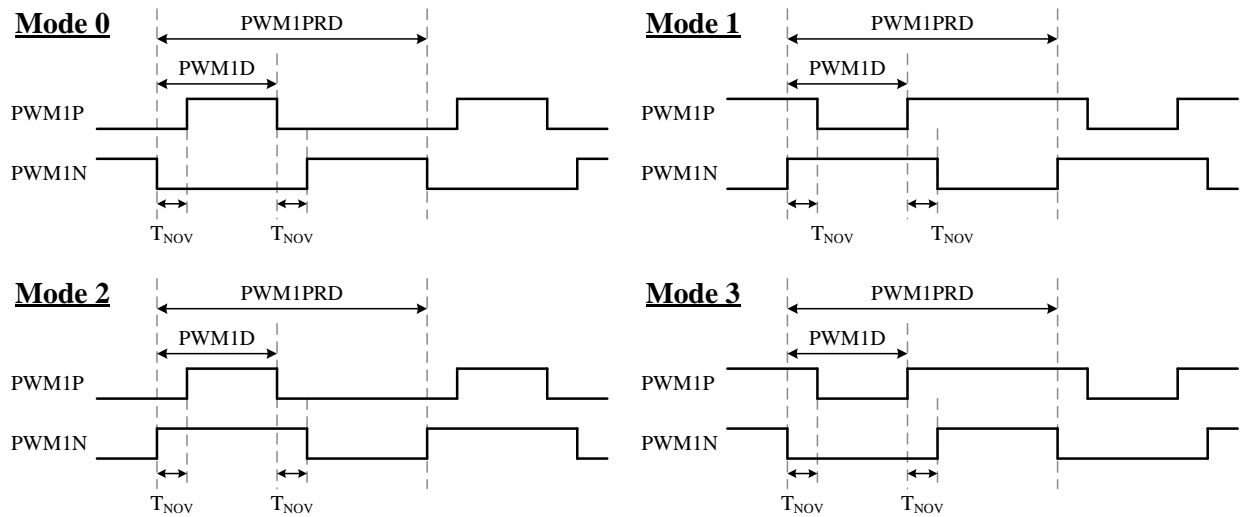 Mode 0
PWM1PRD
PWM1D
PWM1P
PWM1N
TNOV
TNOV
Mode 1
PWM1PRD
PWM1D
PWM1P
PWM1N
TNOV
TNOV
Mode 2
PWM1PRD
PWM1D
PWM1P
PWM1N
TNOV
TNOV
Mode 3
PWM1PRD
PWM1D
PWM1P
PWM1N
TNOV
TNOV